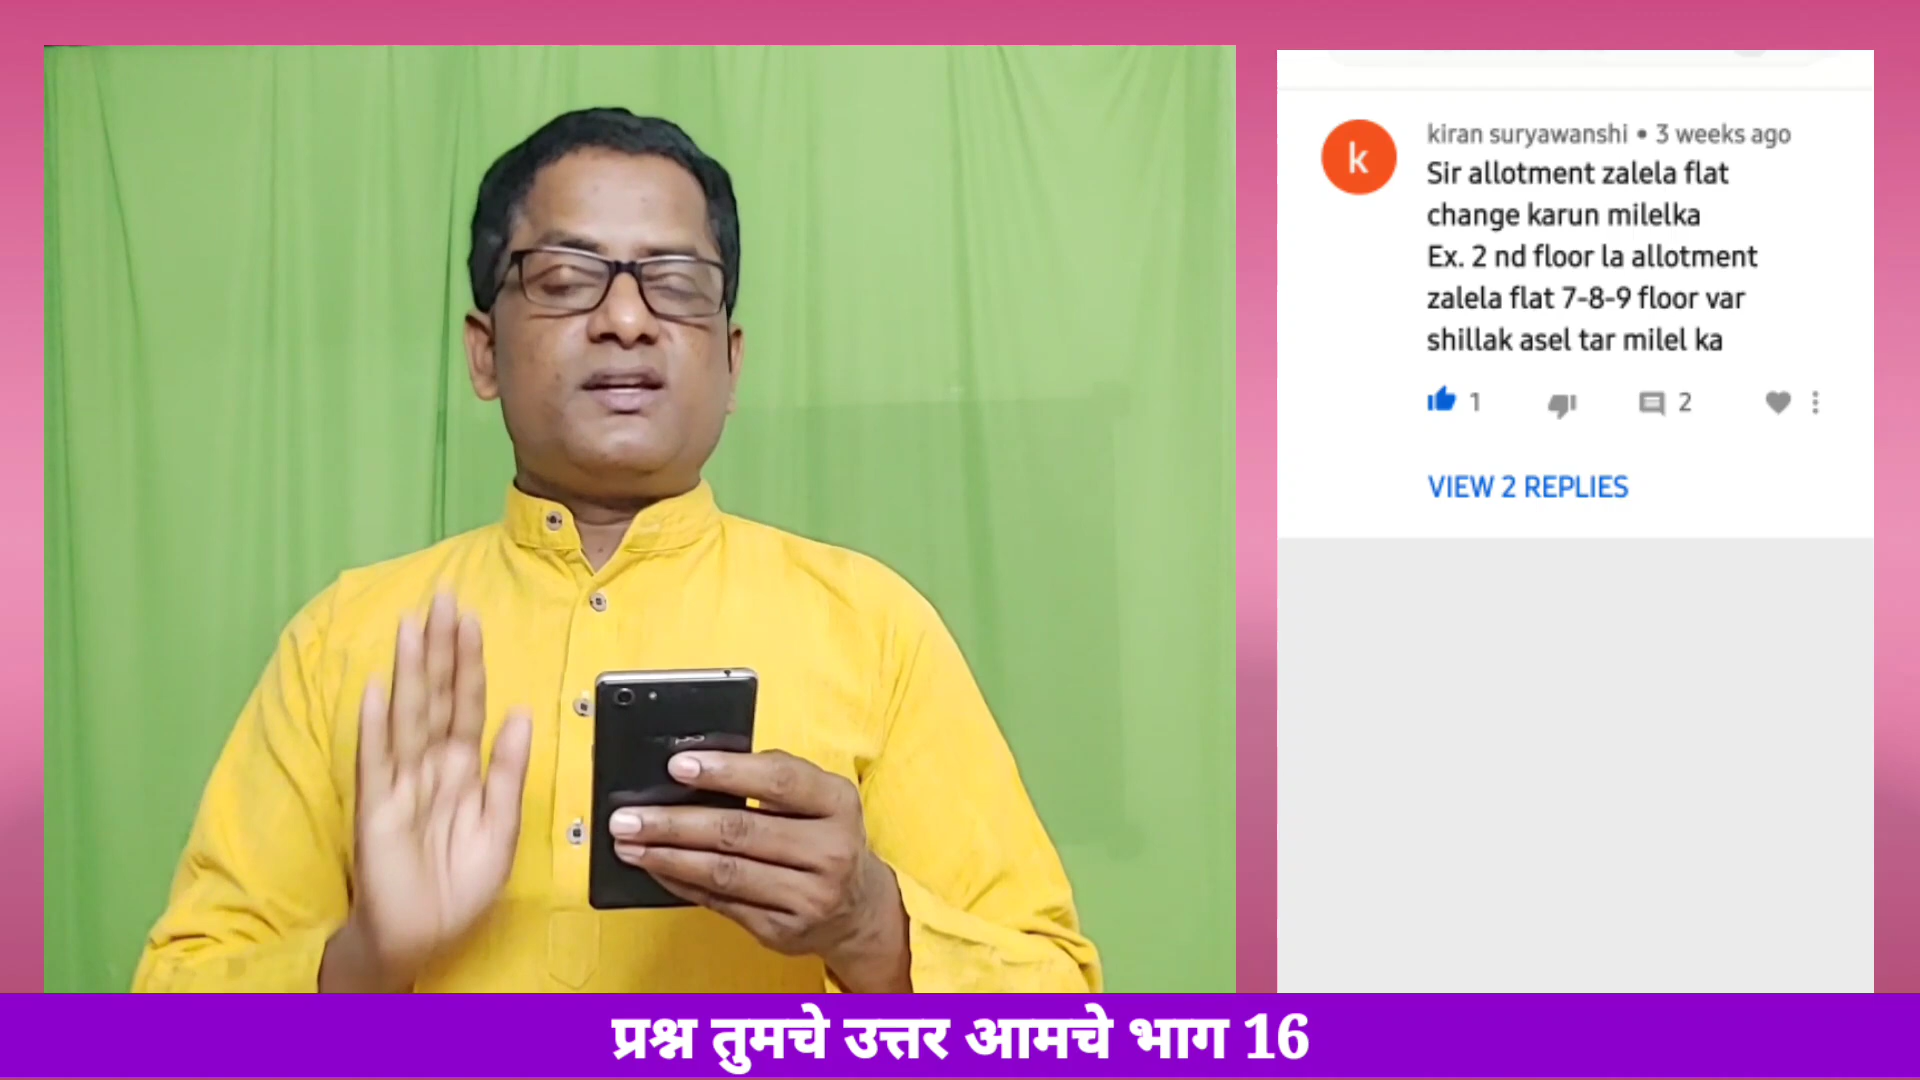 k
kiran suryawanshi • 3 weeks ago
Sir allotment zalela flat
change karun milelka
Ex. 2 nd floor la allotment
zalela flat 7-8-9 floor var
shillak asel tar milel ka
1
2
VIEW 2 REPLIES
प्रश्न तुमचे उत्तर आमचे भाग 16